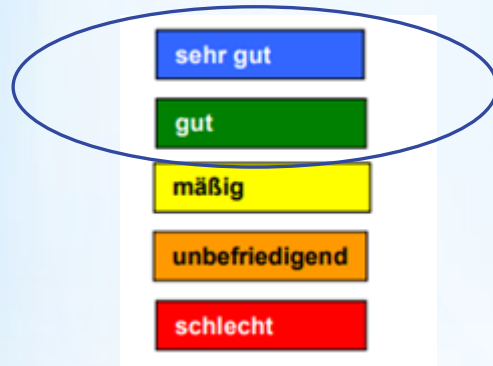 sehr gut
gut
mäßig
unbefriedigend
schlecht